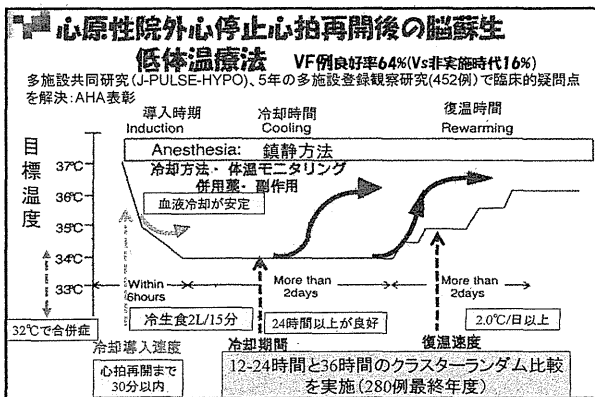 心原性院外心停止心拍再開後の脳蘇生
低体温療法 VF例良好率64%(Vs非実施時代16%)
多施設共同研究(J-PULSE-HYPO)、5年の多施設登録観察研究(452例)で臨床的疑問点
を解決:AHA表彰
導入時期 冷却時間 復温時間
Induction Cooling Rewarming
Anesthesia: 鎮静方法
目標温度
37℃
36℃
35℃
34℃
33℃
冷却方法・体温モニタリング
併用薬・副作用
血液冷却が安定
Within
6hours
More than
2days
More than
2days
32℃で合併症
冷生食2L/15分
24時間以上が良好
2.0℃/日以上
冷却導入速度
冷却期間
復温速度
心拍再開まで
30分以内
12-24時間と36時間のクラスターランダム比較
を実施(280例最終年度)